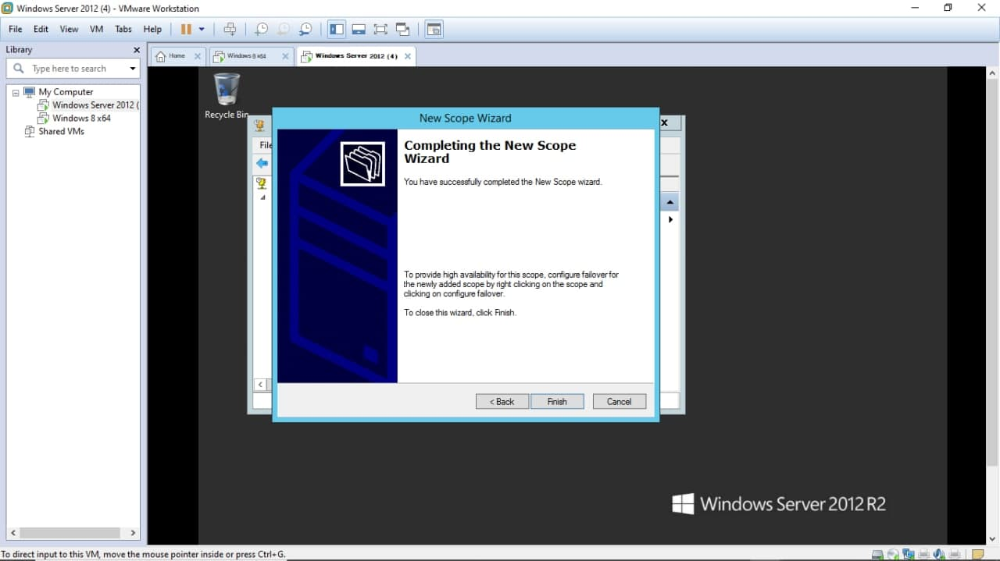 Windows Server 2012 (4) - VMware Workstation
File Edit View VM Tabs Help
Library
Type here to search
My Computer
Windows Server 2012 (
Windows 8 x64
Shared VMs
Home
Windows 8 x64
Windows Server 2012 (4)
Recycle Bin
File
New Scope Wizard
Completing the New Scope
Wizard
You have successfully completed the New Scope wizard.
To provide high availability for this scope, configure failover for
the newly added scope by right clicking on the scope and
clicking on configure failover.
To close this wizard, click Finish.
< Back
Finish
Cancel
Windows Server 2012 R2
To direct input to this VM, move the mouse pointer inside or press Ctrl+G.